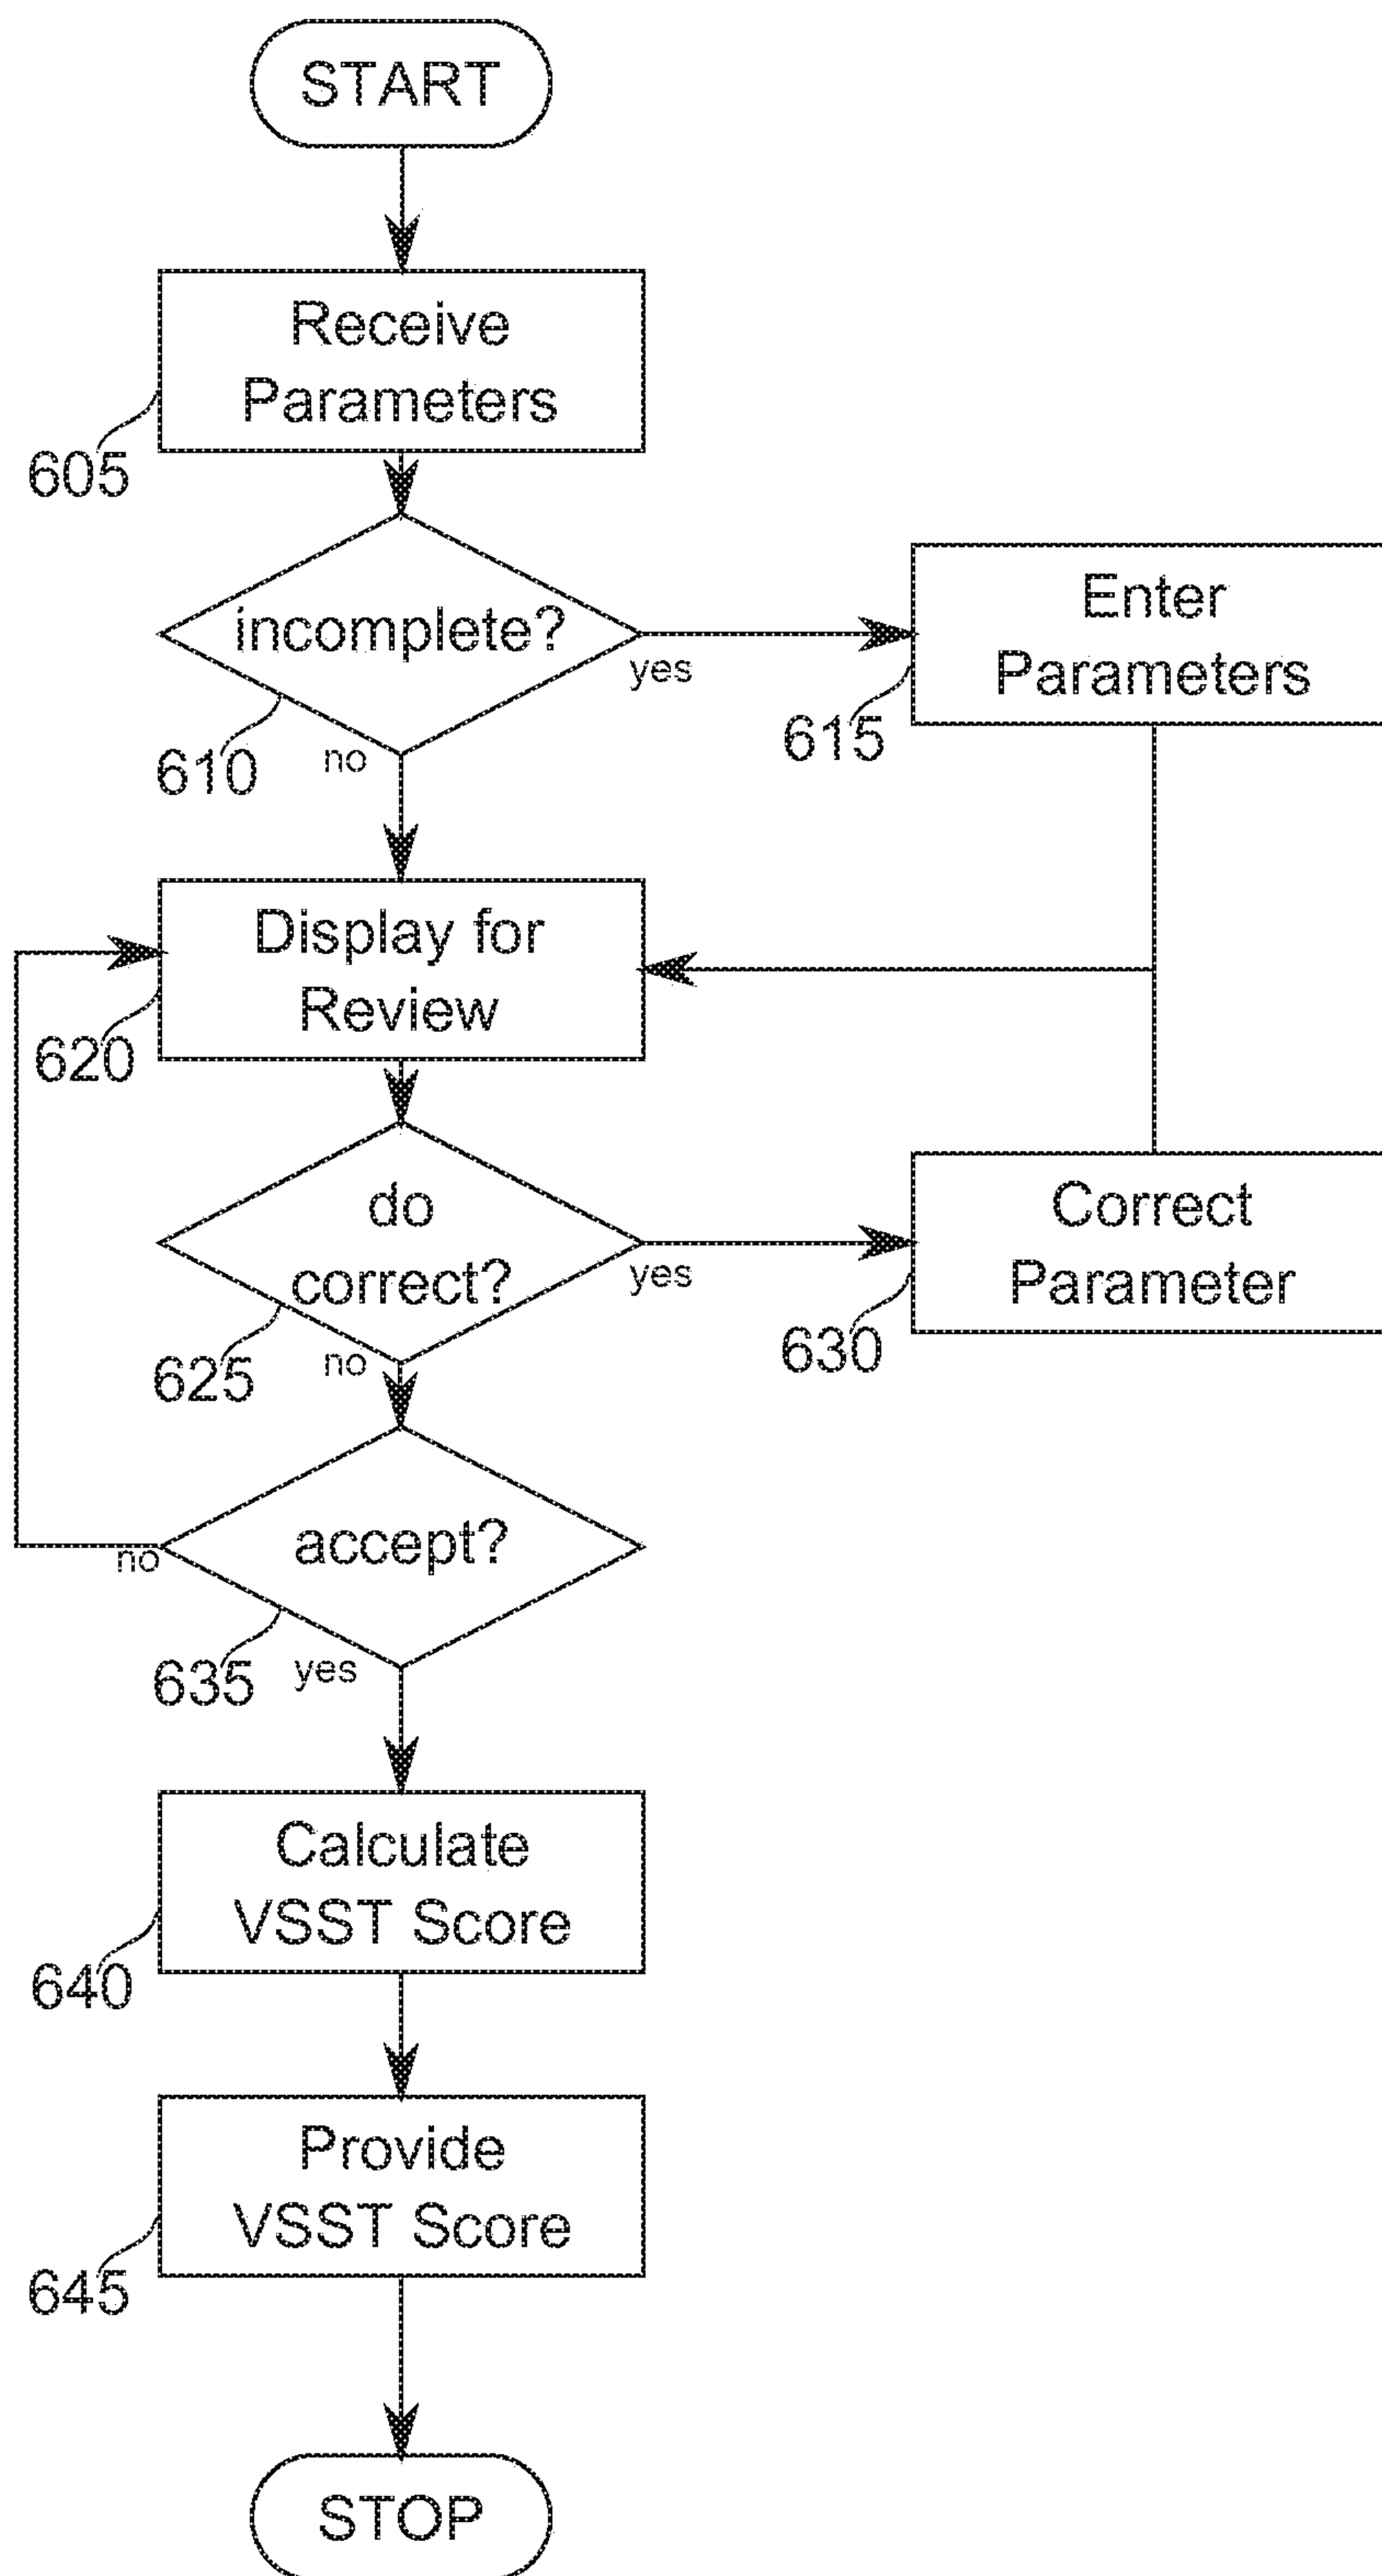 START
Receive
Parameters
605
incomplete?
yes
610
no
Enter
Parameters
615
Display for
Review
620
do
correct?
yes
625
no
Correct
Parameter
630
accept?
no
635
yes
Calculate
VSST Score
640
Provide
VSST Score
645
STOP